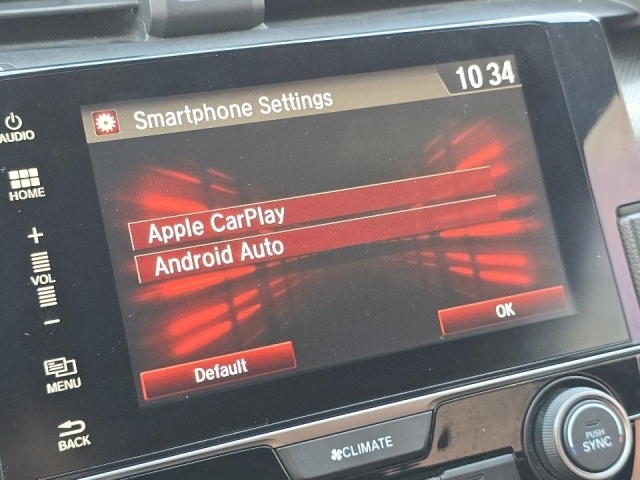 Smartphone Settings
10 34
AUDIO
HOME
+
VOL
-
MENU
BACK
Apple CarPlay
Android Auto
Default
OK
CLIMATE
PUSH
SYNC